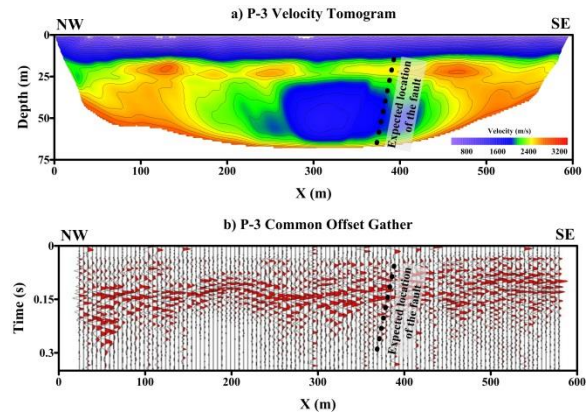 a) P-3 Velocity Tomogram
NW
SE
0
25
50
75
Depth (m)
Expected location
of the fault
Velocity (m/s)
800
1600
2400
3200
0
100
200
300
400
500
600
X (m)
b) P-3 Common Offset Gather
NW
SE
0
0.15
0.3
Time (s)
Expected location
of the fault
0
100
200
300
400
500
600
X (m)